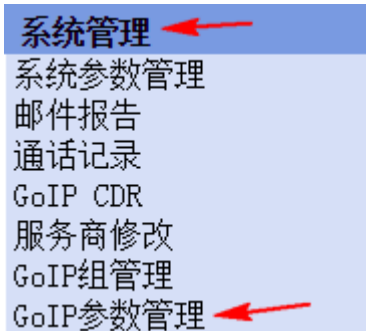 系统管理
系统参数管理
邮件报告
通话记录
GoIP CDR
服务商修改
GoIP组管理
GoIP参数管理